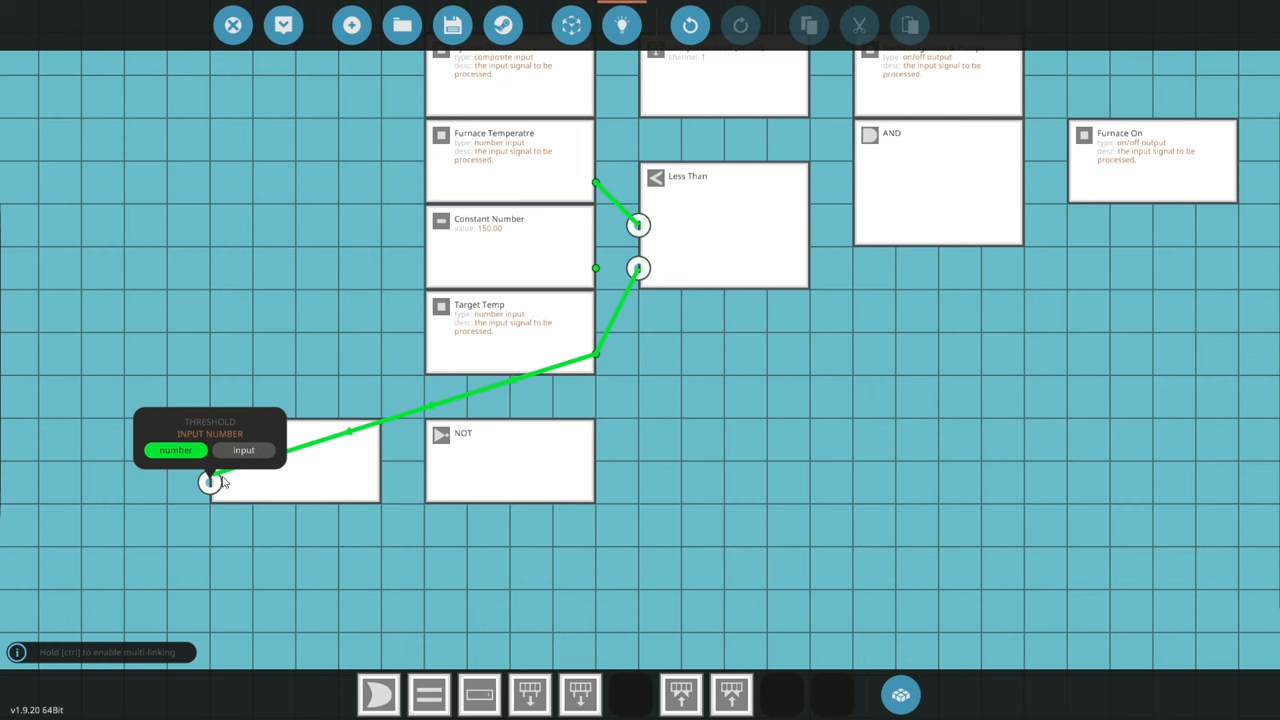 type: composite input
desc: the input signal to be
processed.
channel: 1
type: on/off output
desc: the input signal to be
processed.
Furnace Temperatre
type: number input
desc: the input signal to be
processed.
AND
Furnace On
type: on/off output
desc: the input signal to be
processed.
Less Than
Constant Number
value: 150.00
Target Temp
type: number input
desc: the input signal to be
processed.
THRESHOLD
INPUT NUMBER
number input
NOT
Hold [ctrl] to enable multi-linking
v1.9.20 64Bit